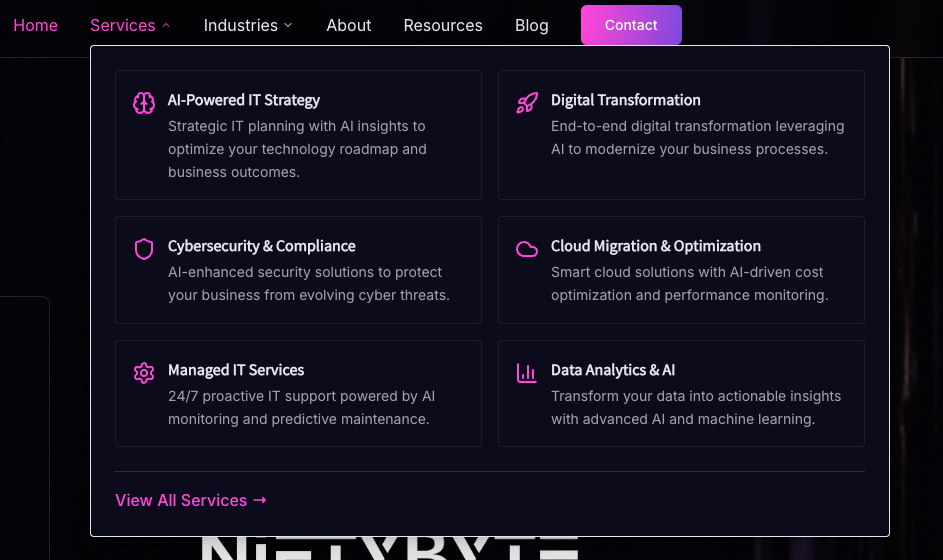 Home
Services
Industries
About
Resources
Blog
Contact
AI-Powered IT Strategy
Strategic IT planning with AI insights to
optimize your technology roadmap and
business outcomes.
Digital Transformation
End-to-end digital transformation leveraging
AI to modernize your business processes.
Cybersecurity & Compliance
AI-enhanced security solutions to protect
your business from evolving cyber threats.
Cloud Migration & Optimization
Smart cloud solutions with AI-driven cost
optimization and performance monitoring.
Managed IT Services
24/7 proactive IT support powered by AI
monitoring and predictive maintenance.
Data Analytics & AI
Transform your data into actionable insights
with advanced AI and machine learning.
View All Services →